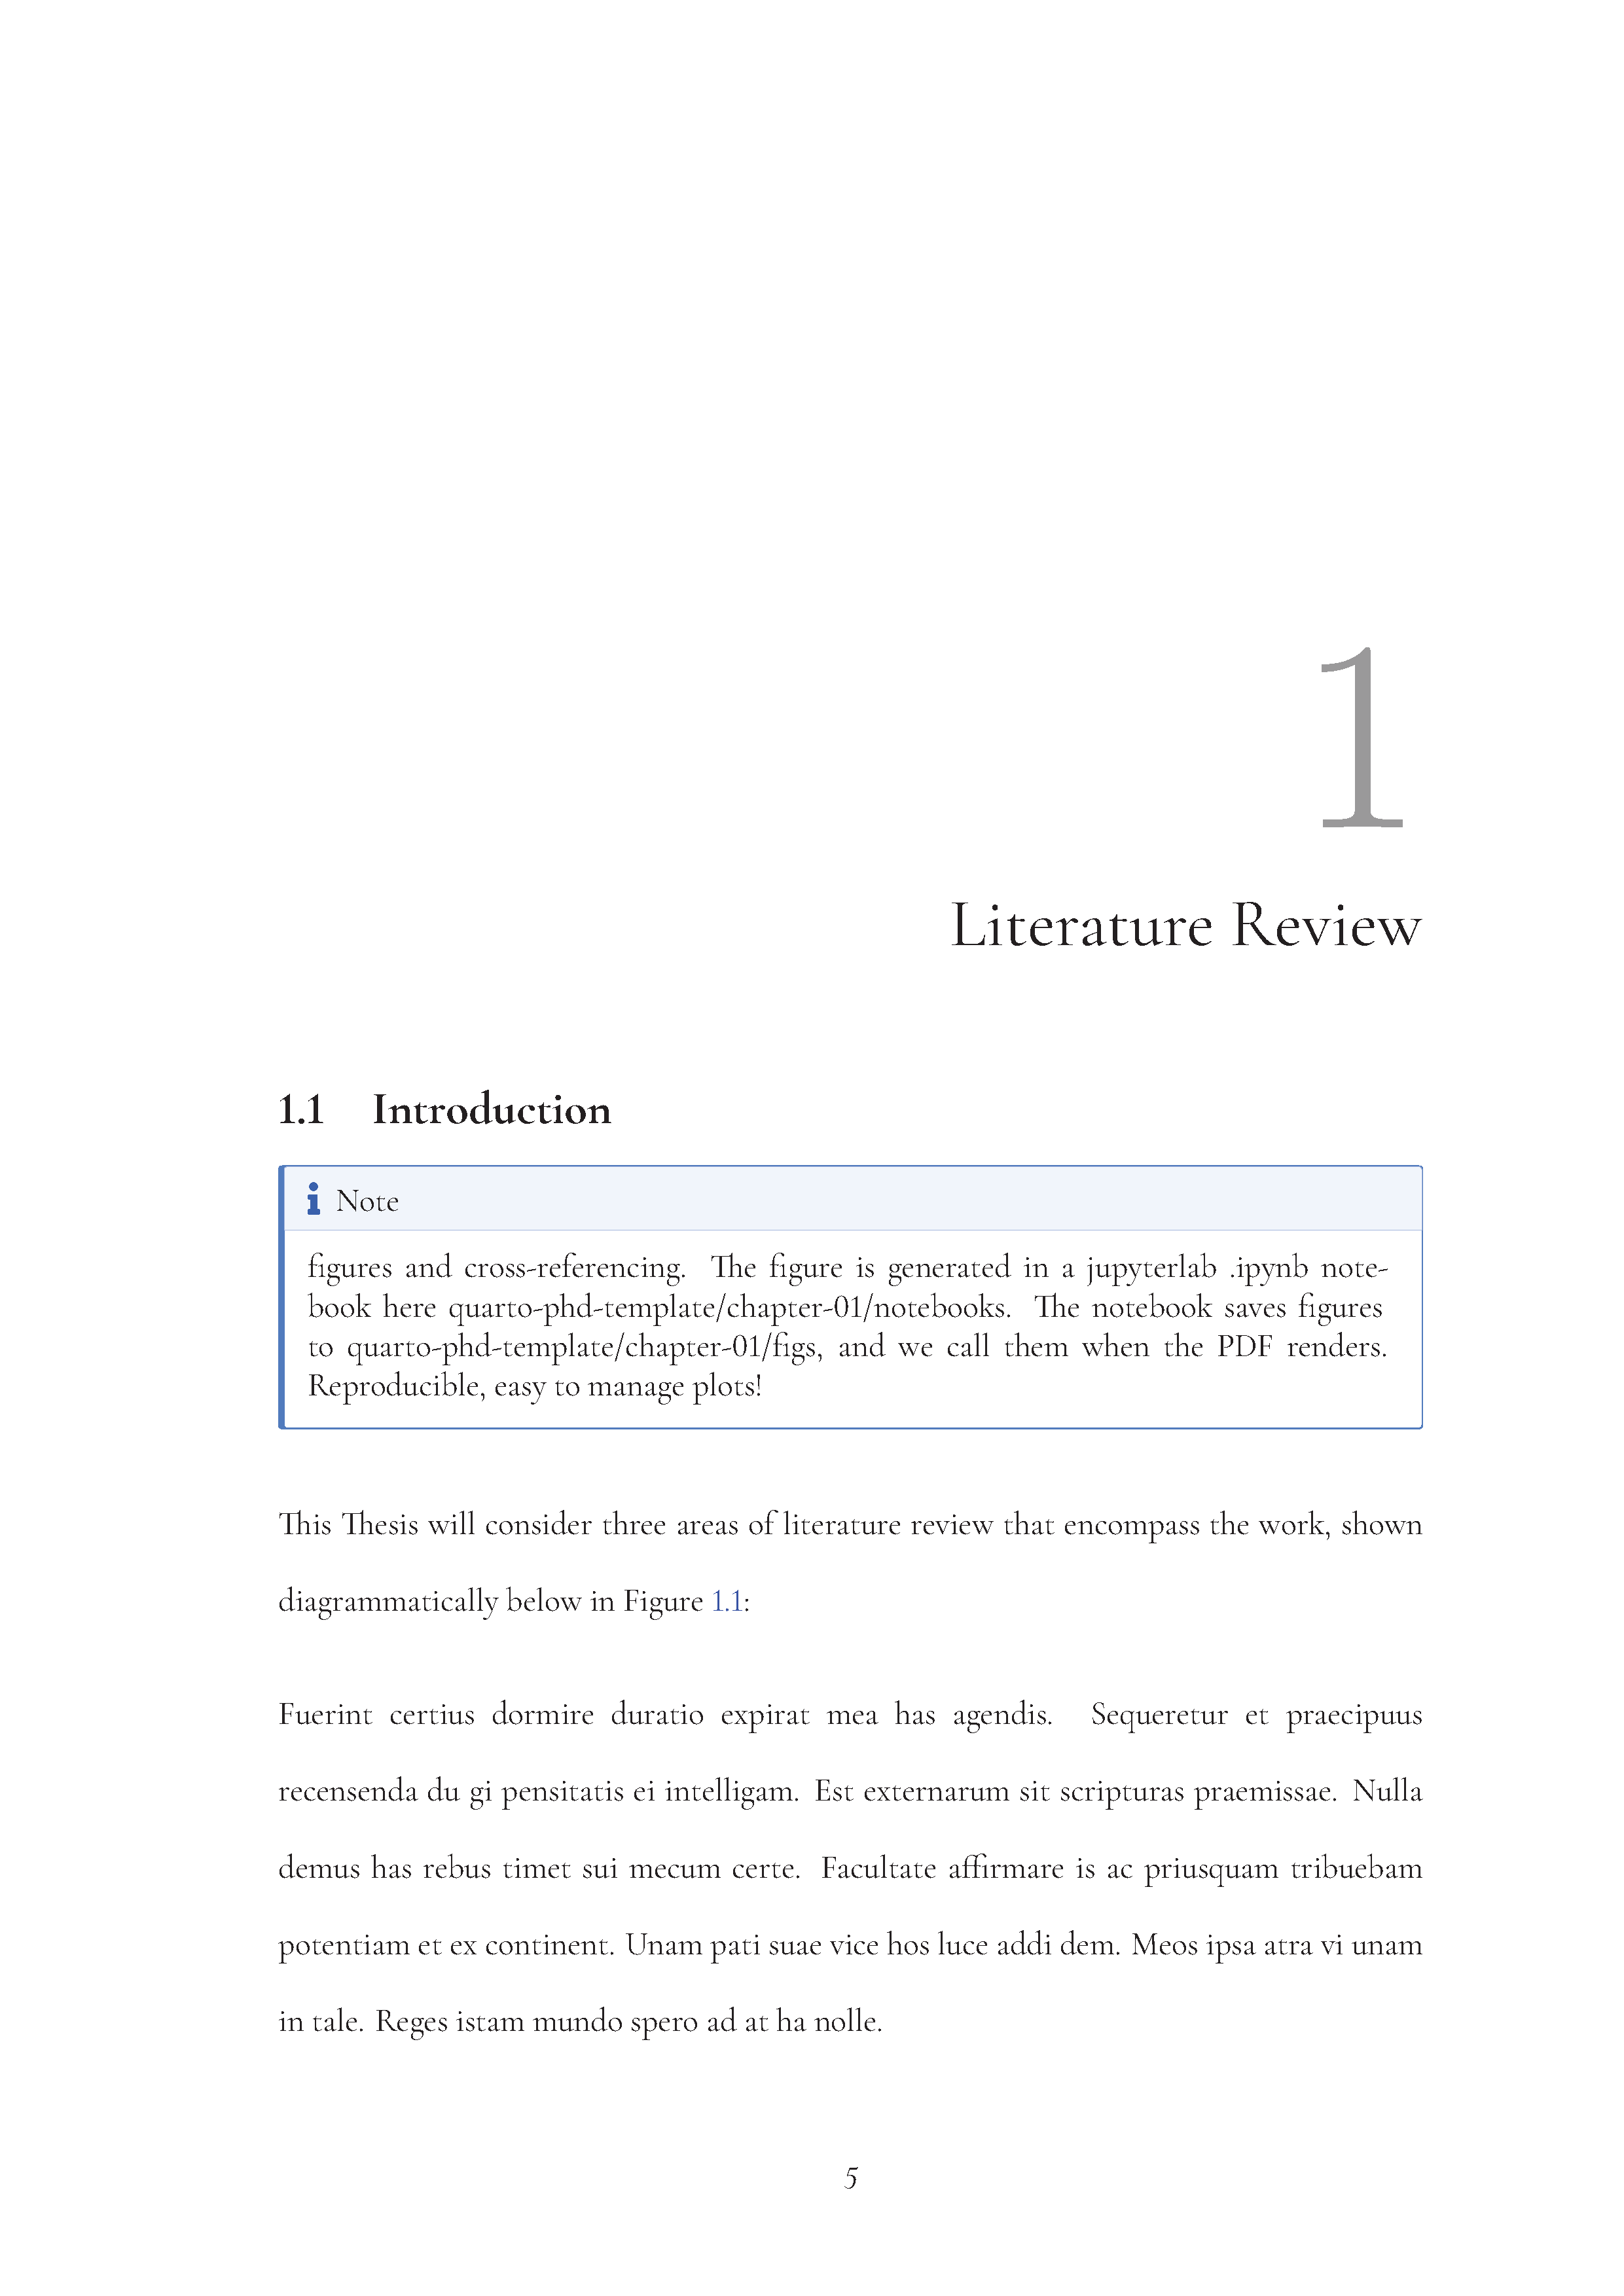 1
Literature Review
1.1 Introduction
Note
figures and cross-referencing. The figure is generated in a jupyterlab .ipynb note-
book here quarto-phd-template/chapter-01/notebooks. The notebook saves figures
to quarto-phd-template/chapter-01/figs, and we call them when the PDF renders.
Reproducible, easy to manage plots!
This Thesis will consider three areas of literature review that encompass the work, shown
diagrammatically below in Figure 1.1:
Fuerint certius dormire duratio expirat mea has agendis. Sequeretur et praecipuus
recensenda du gi pensitatis ei intelligam. Est externarum sit scripturas praemissae. Nulla
demus has rebus timet sui mecum certe. Facultate affirmare is ac priusquam tribuebam
potentiam et ex continent. Unam pati suae vice hos luce addi dem. Meos ipsa atra vi unam
in tale. Reges istam mundo spero ad at ha nolle.
5